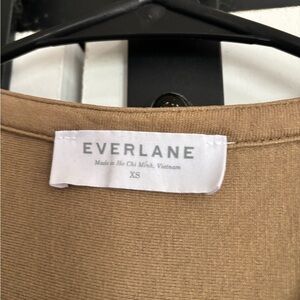 EVERLANE
Made in Ho Chi Minh, Vietnam
XS